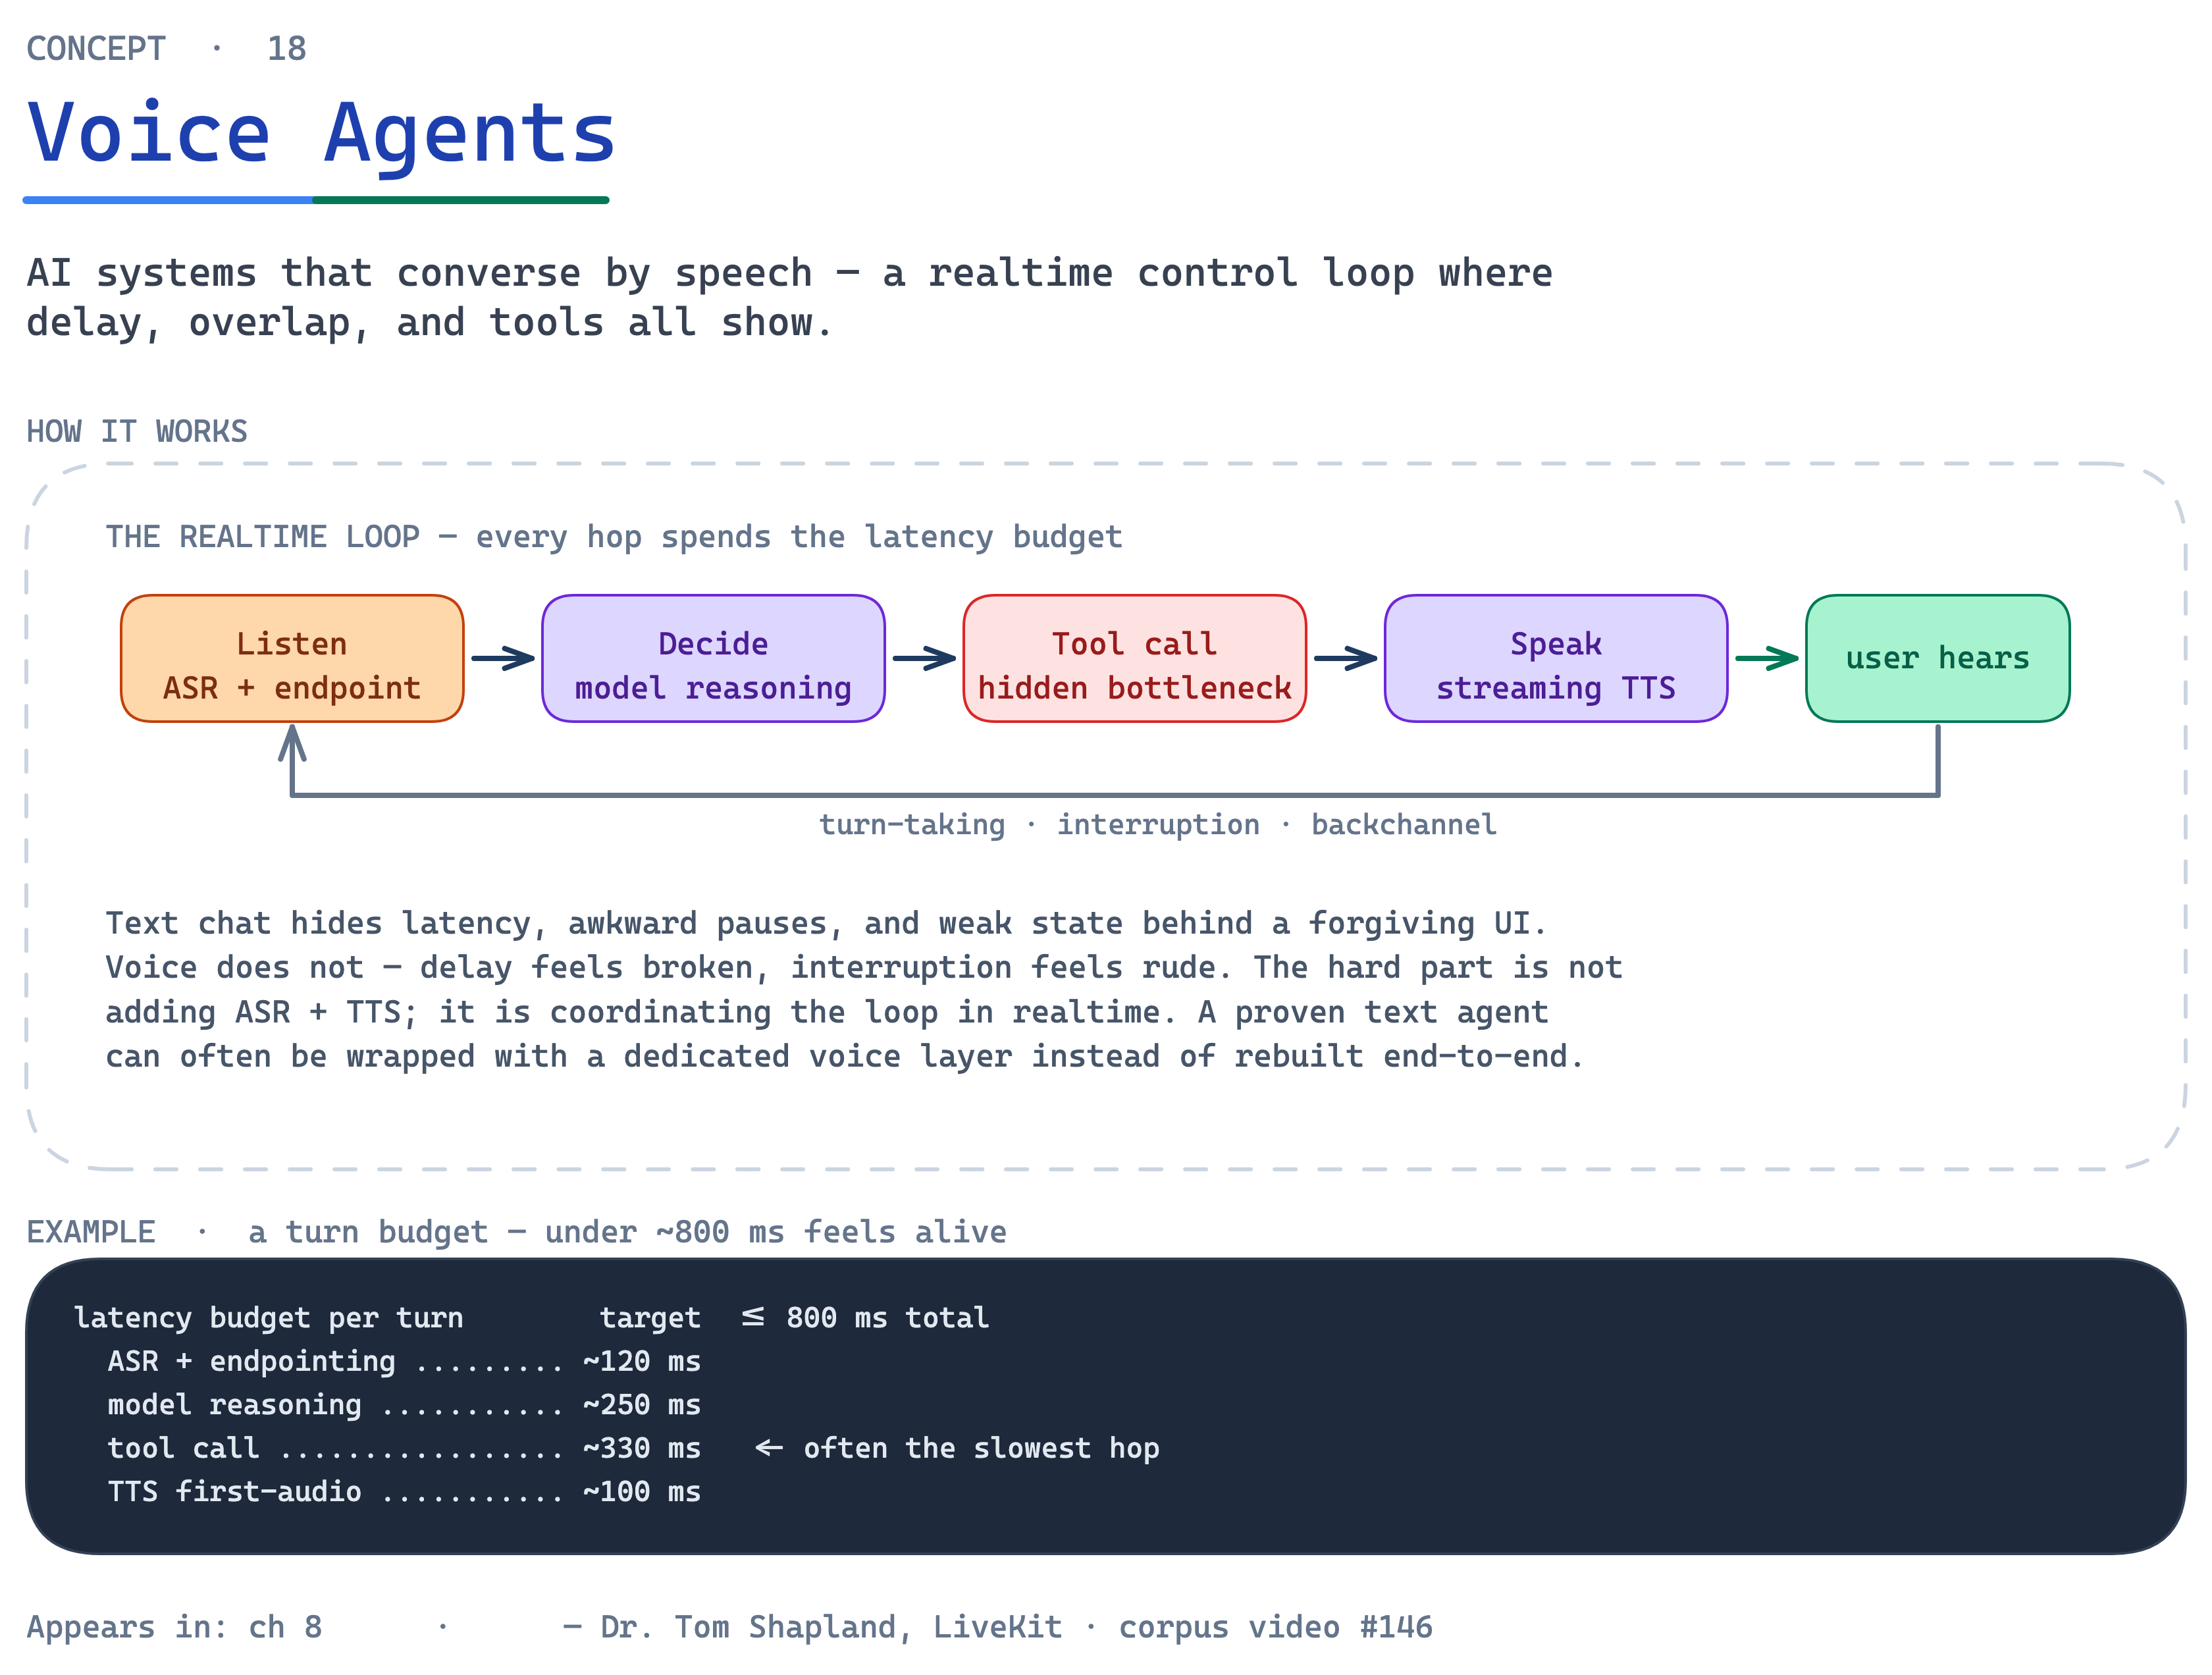 CONCEPT · 18
Voice Agents
AI systems that converse by speech — a realtime control loop where
delay, overlap, and tools all show.
HOW IT WORKS
THE REALTIME LOOP — every hop spends the latency budget
Listen
ASR + endpoint
Decide
model reasoning
Tool call
hidden bottleneck
Speak
streaming TTS
user hears
turn-taking · interruption · backchannel
Text chat hides latency, awkward pauses, and weak state behind a forgiving UI.
Voice does not — delay feels broken, interruption feels rude. The hard part is not
adding ASR + TTS; it is coordinating the loop in realtime. A proven text agent
can often be wrapped with a dedicated voice layer instead of rebuilt end-to-end.
EXAMPLE · a turn budget — under ~800 ms feels alive
latency budget per turn target ≤ 800 ms total
ASR + endpointing ......... ~120 ms
model reasoning ........... ~250 ms
tool call ................. ~330 ms ← often the slowest hop
TTS first-audio ........... ~100 ms
Appears in: ch 8 · — Dr. Tom Shapland, LiveKit · corpus video #146